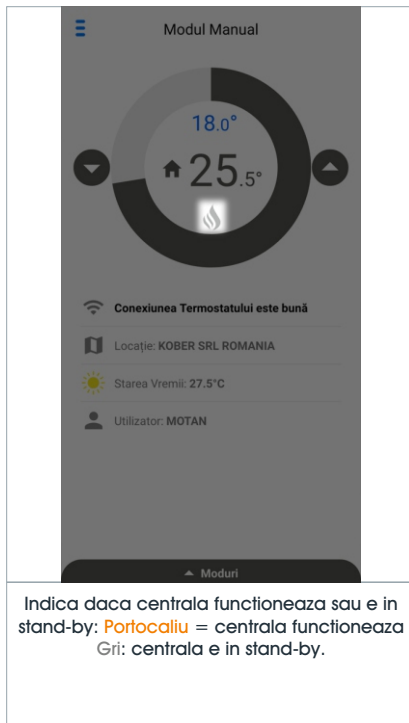 Modul Manual
18.0°
25.5°
Conexiunea Termostatului este bună
Locație: KOBER SRL ROMANIA
Starea Vremii: 27.5°C
Utilizator: MOTAN
Moduri
Indica daca centrala functioneaza sau e in
stand-by: Portocaliu = centrala functioneaza
Gri: centrala e in stand-by.